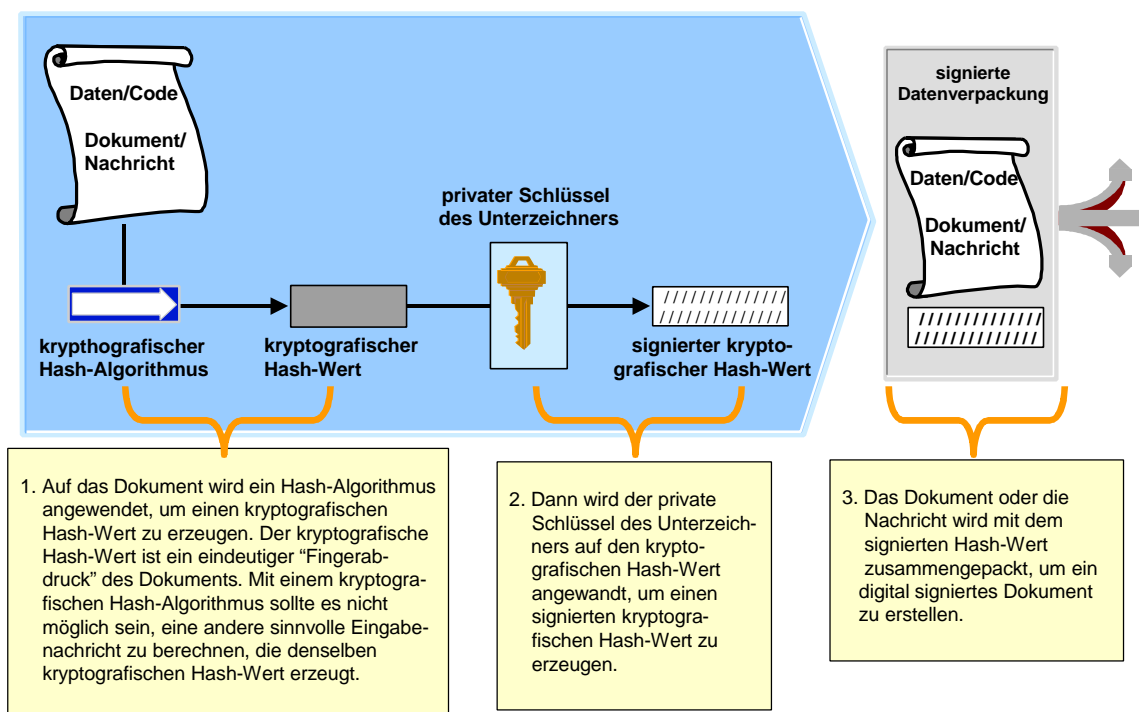 Daten/Code
Dokument/
Nachricht
privater Schlüssel
des Unterzeichners
krypthografischer
Hash-Algorithmus
kryptografischer
Hash-Wert
signierter krypto-
grafischer Hash-Wert
signierte
Datenverpackung
Daten/Code
Dokument/
Nachricht
1. Auf das Dokument wird ein Hash-Algorithmus
angewendet, um einen kryptografischen
Hash-Wert zu erzeugen. Der kryptografische
Hash-Wert ist ein eindeutiger “Fingerab-
druck” des Dokuments. Mit einem kryptogra-
fischen Hash-Algorithmus sollte es nicht
möglich sein, eine andere sinnvolle Eingabe-
nachricht zu berechnen, die denselben
kryptografischen Hash-Wert erzeugt.
2. Dann wird der private
Schlüssel des Unterzeich-
ners auf den krypto-
grafischen Hash-Wert
angewandt, um einen
signierten kryptogra-
fischen Hash-Wert zu
erzeugen.
3. Das Dokument oder die
Nachricht wird mit dem
signierten Hash-Wert
zusammengepackt, um ein
digital signiertes Dokument
zu erstellen.